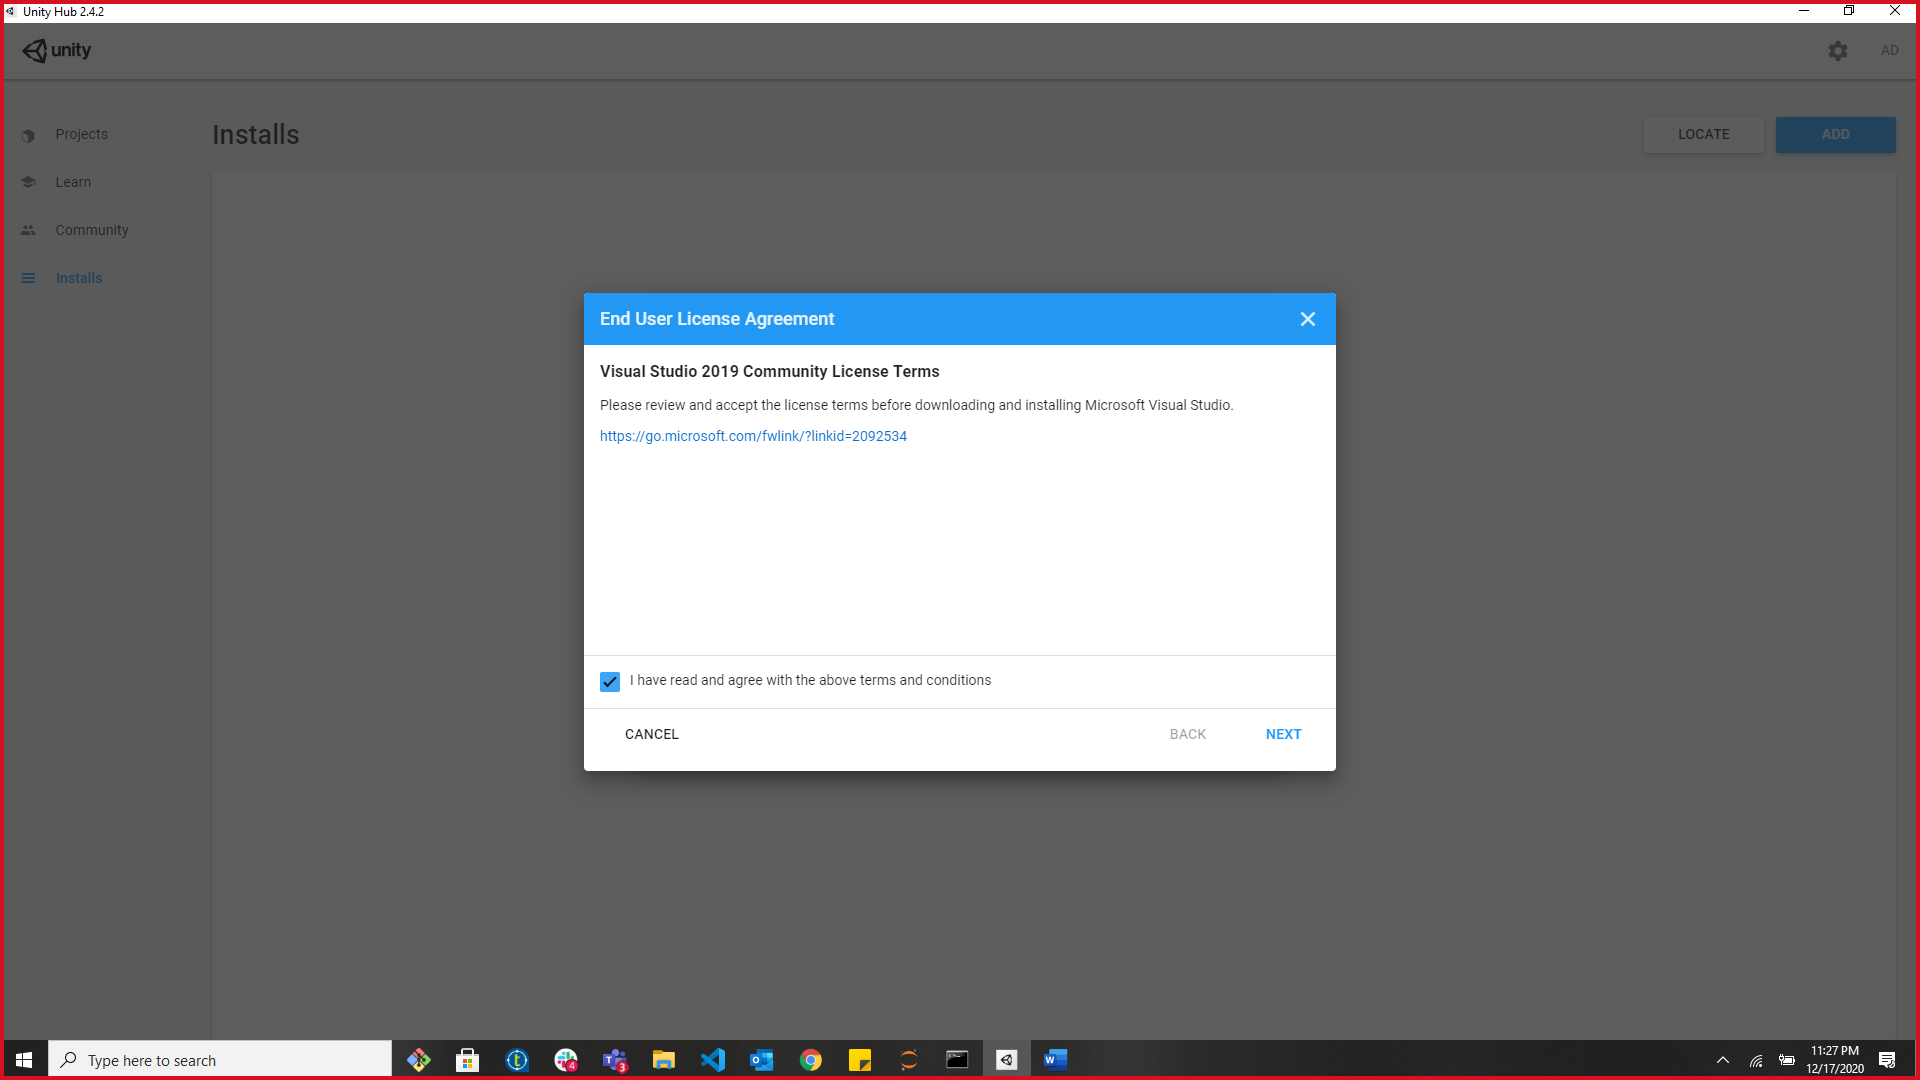 Unity Hub 2.4.2
unity
AD
Projects
Installs
LOCATE
ADD
Learn
Community
Installs
End User License Agreement
Visual Studio 2019 Community License Terms
Please review and accept the license terms before downloading and installing Microsoft Visual Studio.
https://go.microsoft.com/fwlink/?linkid=2092534
I have read and agree with the above terms and conditions
CANCEL
BACK
NEXT
Type here to search
4
3
11:27 PM
12/17/2020